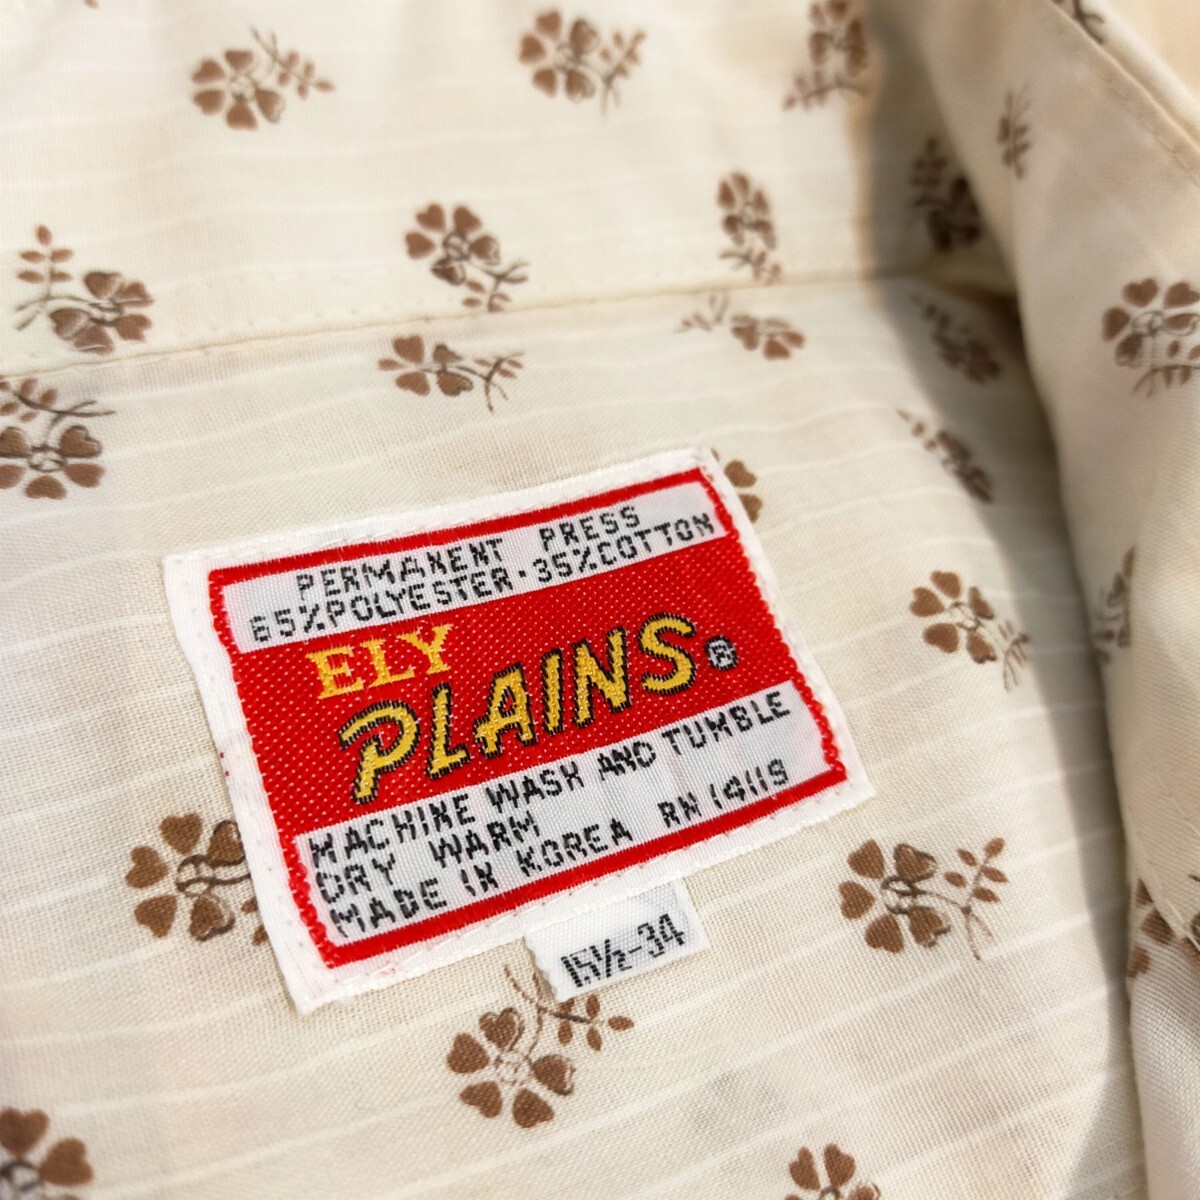 PERMANENT PRESS
65% POLYESTER · 35% COTTON
ELY
PLAINS ®
MACHINE WASH AND TUMBLE
DRY WARM
MADE IN KOREA RN 14119
15½-34